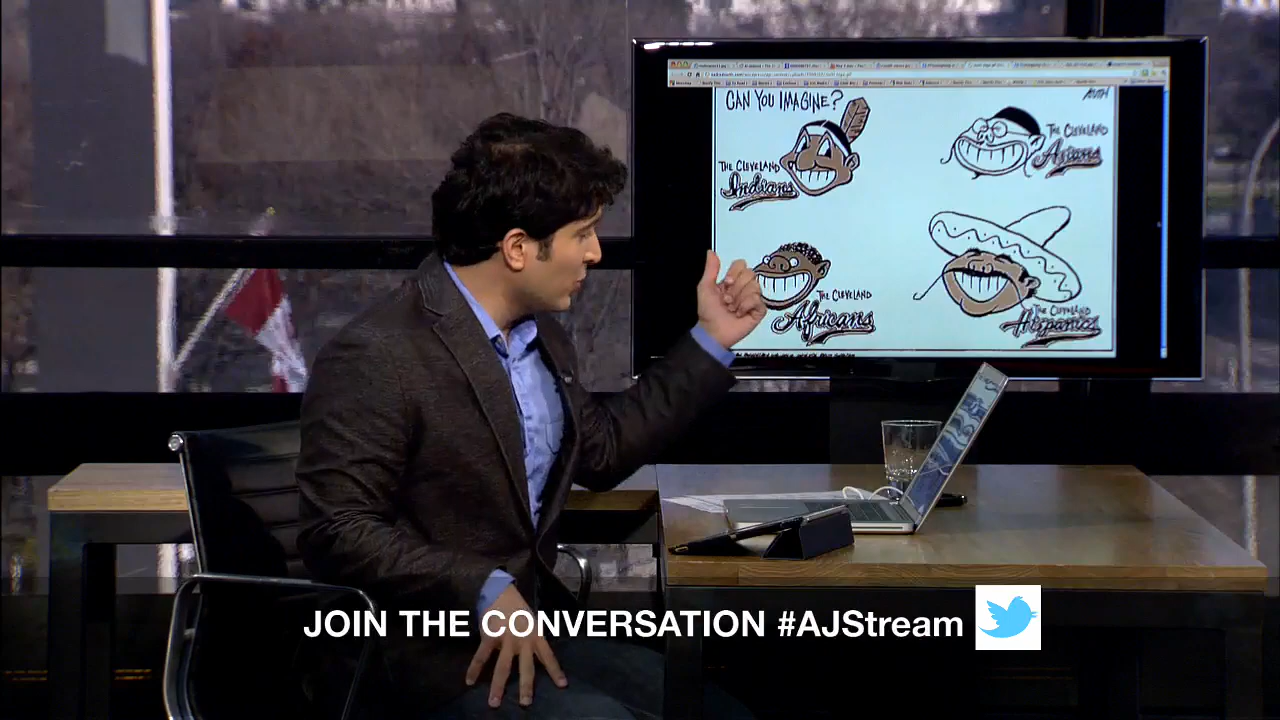 CAN YOU IMAGINE?
AUTH
THE CLEVELAND
Indians
THE CLEVELAND
Asians
THE CLEVELAND
Africans
THE CLEVELAND
Hispanics
JOIN THE CONVERSATION #AJStream